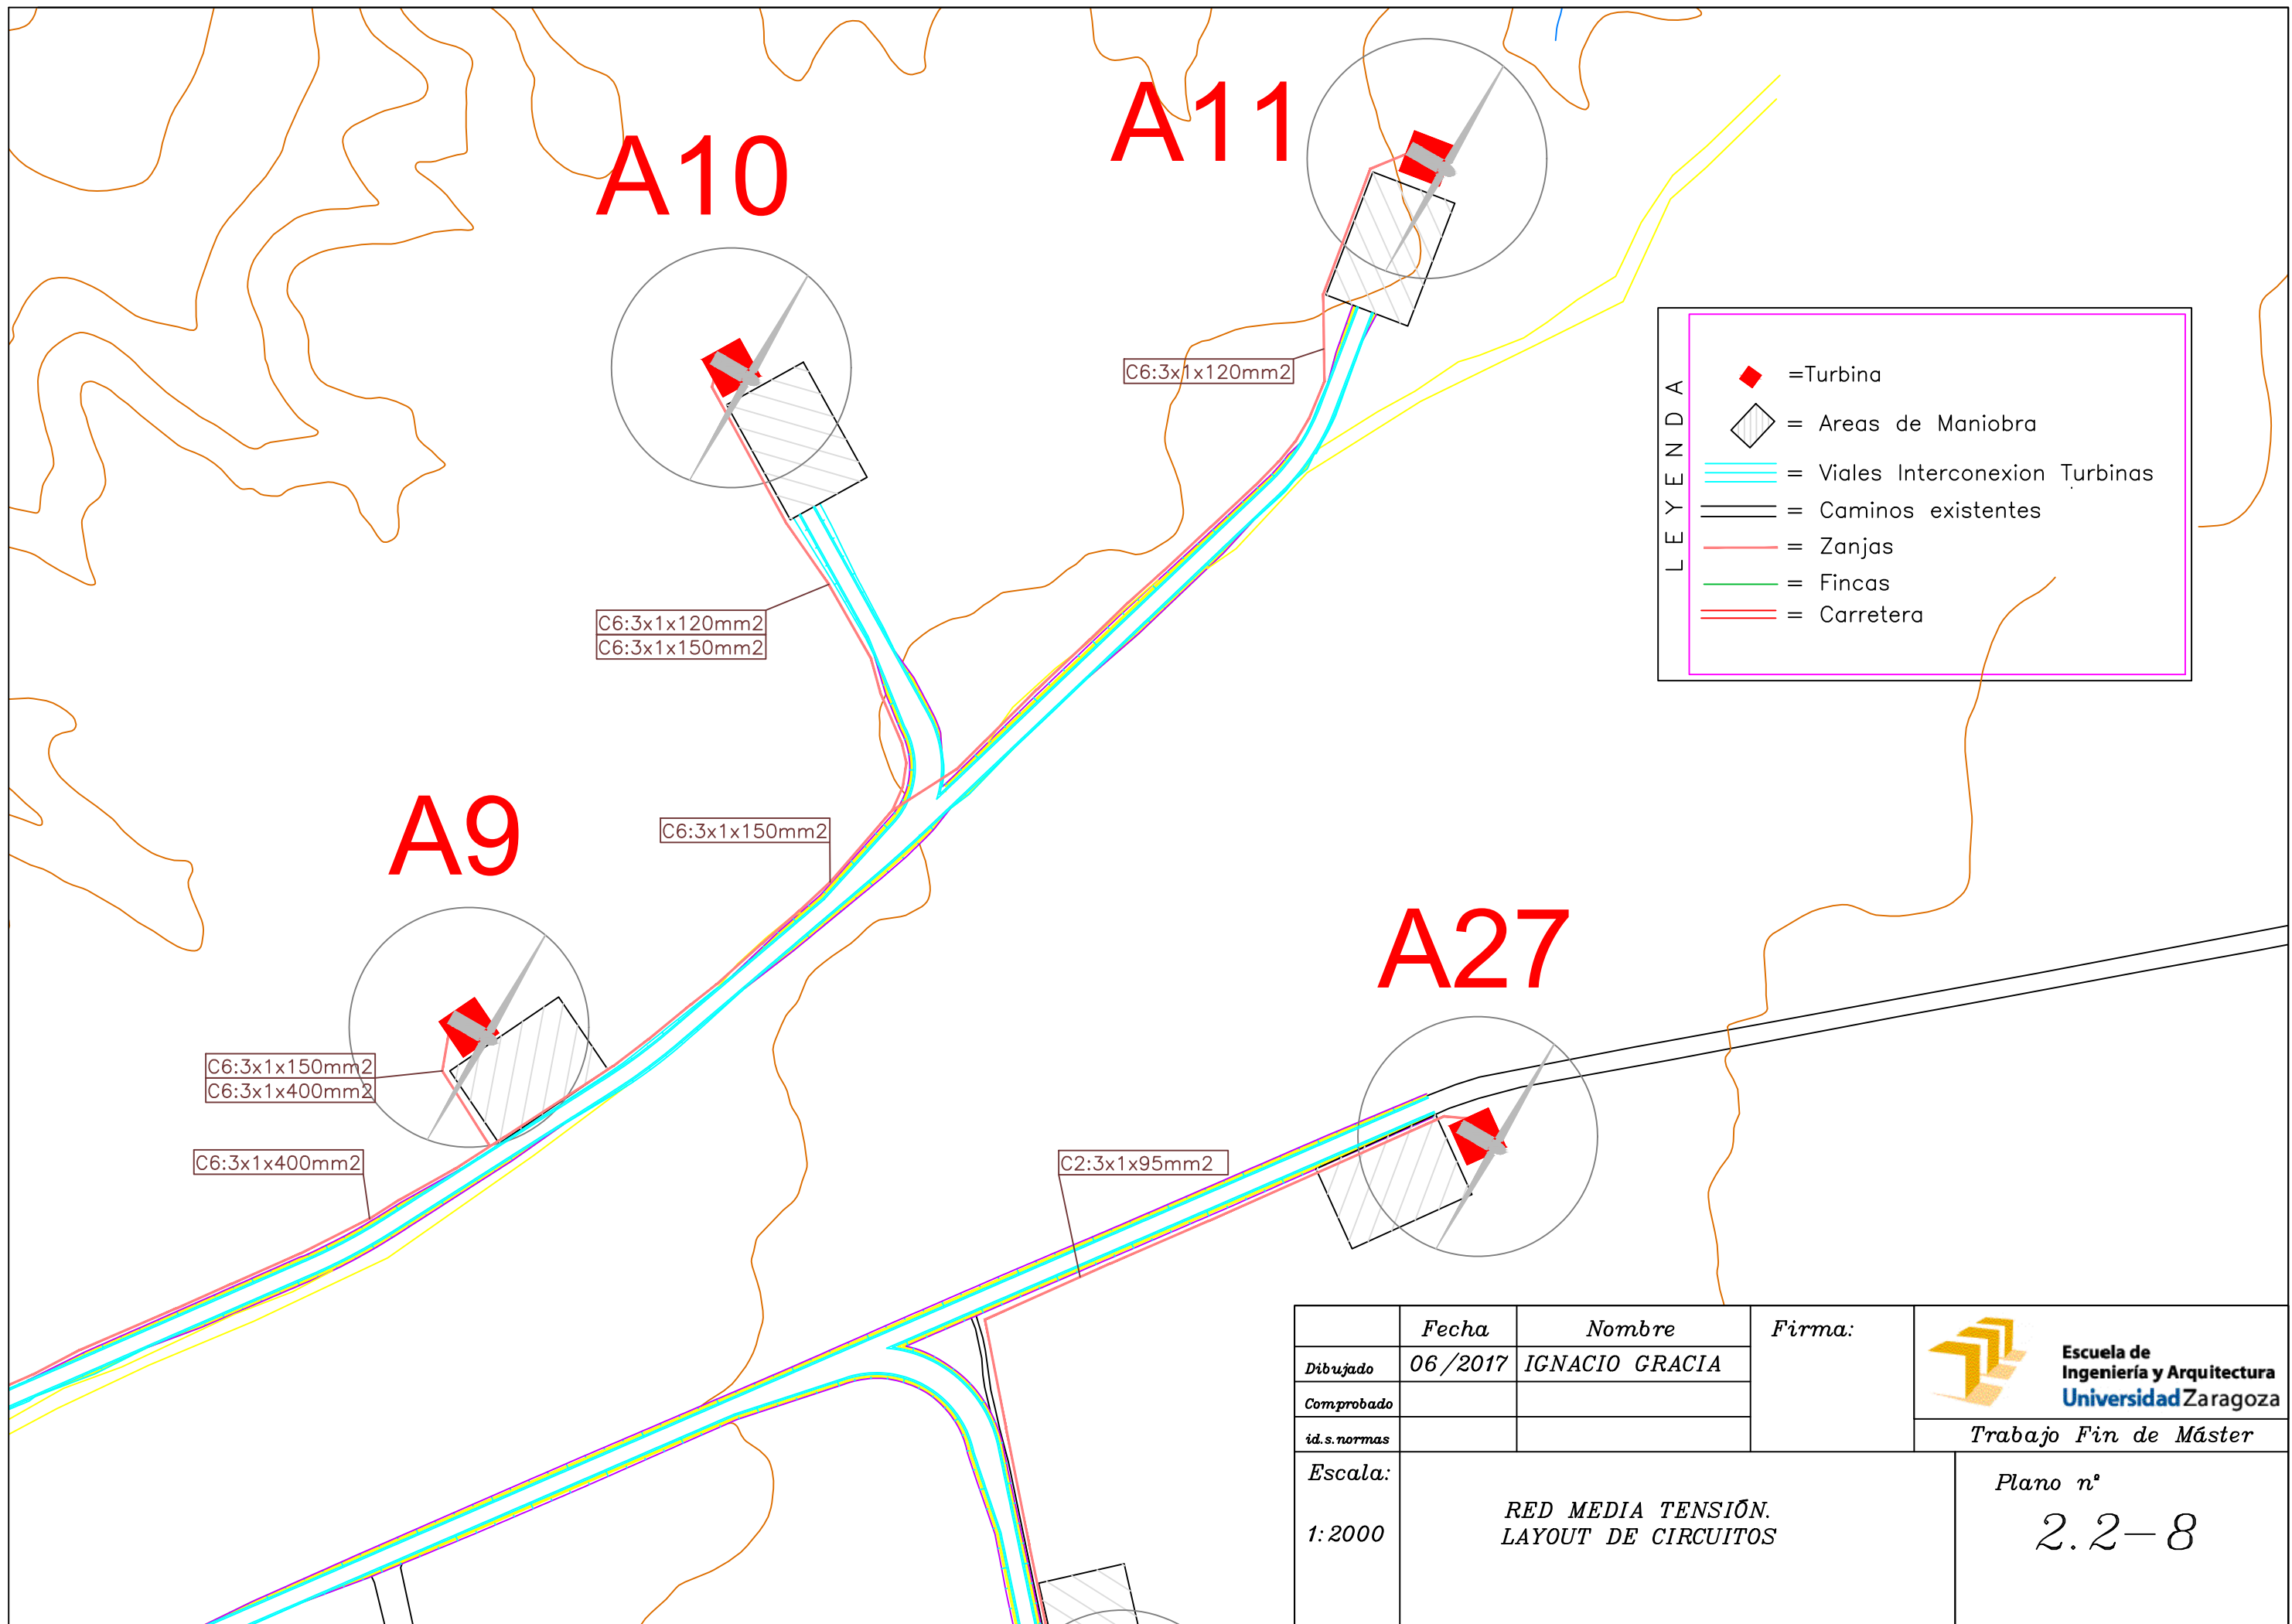 A11
A10
C6:3x1x120mm2
C6:3x1x120mm2
C6:3x1x150mm2
C6:3x1x150mm2
A9
A27
C6:3x1x150mm2
C6:3x1x400mm2
C6:3x1x400mm2
C2:3x1x95mm2
LEYENDA
=Turbina
= Areas de Maniobra
= Viales Interconexion Turbinas
= Caminos existentes
= Zanjas
= Fincas
= Carretera
Fecha Nombre Firma:
Dibujado 06/2017 IGNACIO GRACIA
Comprobado
id.s.normas
Escuela de
Ingeniería y Arquitectura
Universidad Zaragoza
Trabajo Fin de Máster
Escala:
1:2000
RED MEDIA TENSIÓN.
LAYOUT DE CIRCUITOS
Plano nº
2.2-8